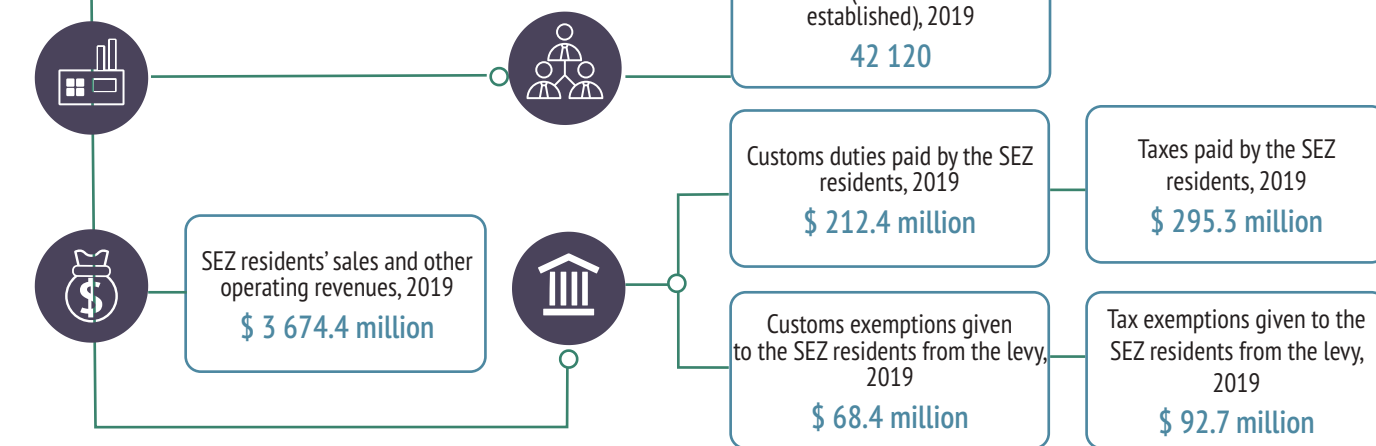 established), 2019
42 120
Customs duties paid by the SEZ
residents, 2019
$ 212.4 million
Taxes paid by the SEZ
residents, 2019
$ 295.3 million
SEZ residents’ sales and other
operating revenues, 2019
$ 3 674.4 million
Customs exemptions given
to the SEZ residents from the levy,
2019
$ 68.4 million
Tax exemptions given to the
SEZ residents from the levy,
2019
$ 92.7 million